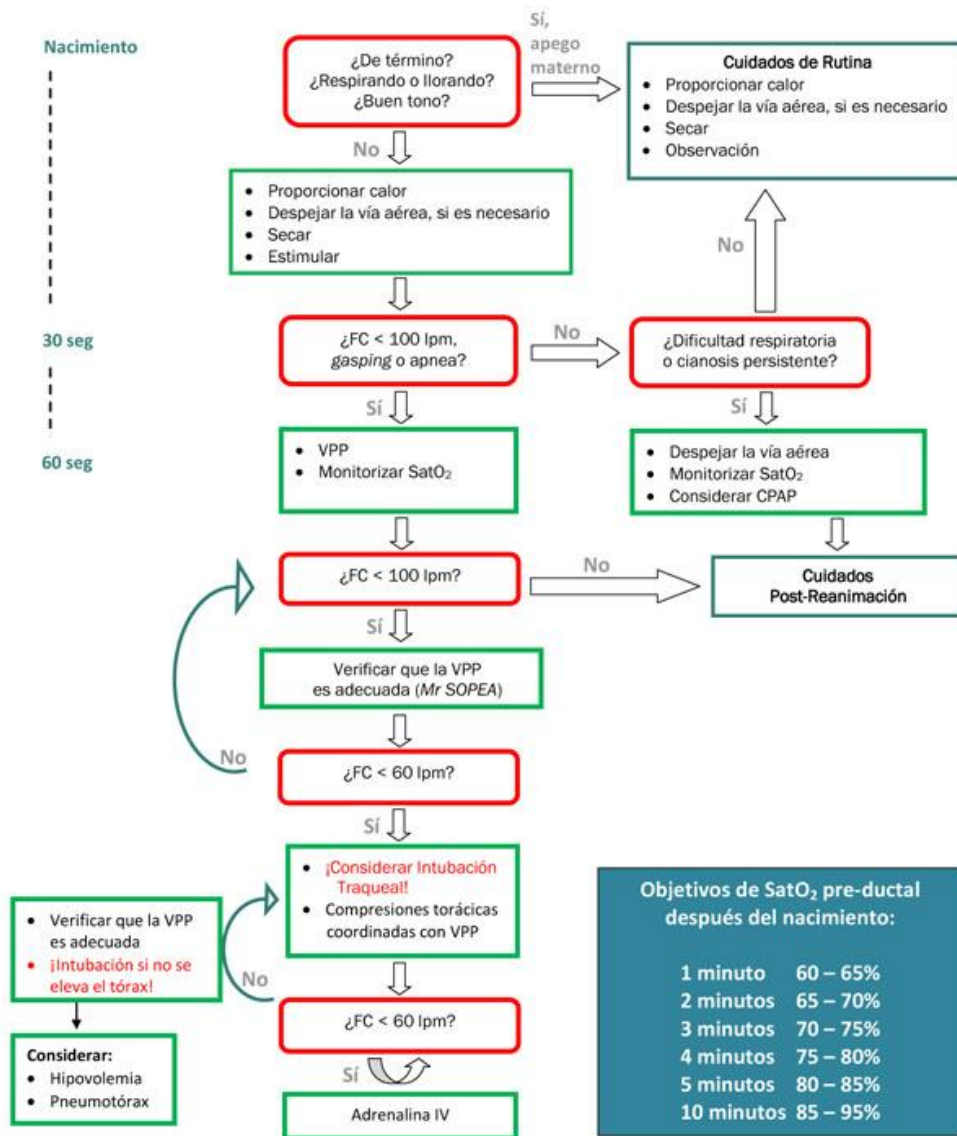 Nacimiento
¿De término?
¿Respirando o llorando?
¿Buen tono?
Sí,
apego
materno
Cuidados de Rutina
• Proporcionar calor
• Despejar la vía aérea, si es necesario
• Secar
• Observación
No
• Proporcionar calor
• Despejar la vía aérea, si es necesario
• Secar
• Estimular
No
30 seg
¿FC < 100 lpm,
gasping o apnea?
No
¿Dificultad respiratoria
o cianosis persistente?
Sí
Sí
60 seg
• VPP
• Monitorizar SatO₂
• Despejar la vía aérea
• Monitorizar SatO₂
• Considerar CPAP
¿FC < 100 lpm?
No
Cuidados
Post-Reanimación
Sí
Verificar que la VPP
es adecuada (Mr SOPEA)
No
¿FC < 60 lpm?
Sí
• ¡Considerar Intubación
Traqueal!
• Compresiones torácicas
coordinadas con VPP
• Verificar que la VPP
es adecuada
• ¡Intubación si no se
eleva el tórax!
No
¿FC < 60 lpm?
Considerar:
• Hipovolemia
• Pneumotórax
Sí
Adrenalina IV
Objetivos de SatO₂ pre-ductal
después del nacimiento:
1 minuto 60 – 65%
2 minutos 65 – 70%
3 minutos 70 – 75%
4 minutos 75 – 80%
5 minutos 80 – 85%
10 minutos 85 – 95%